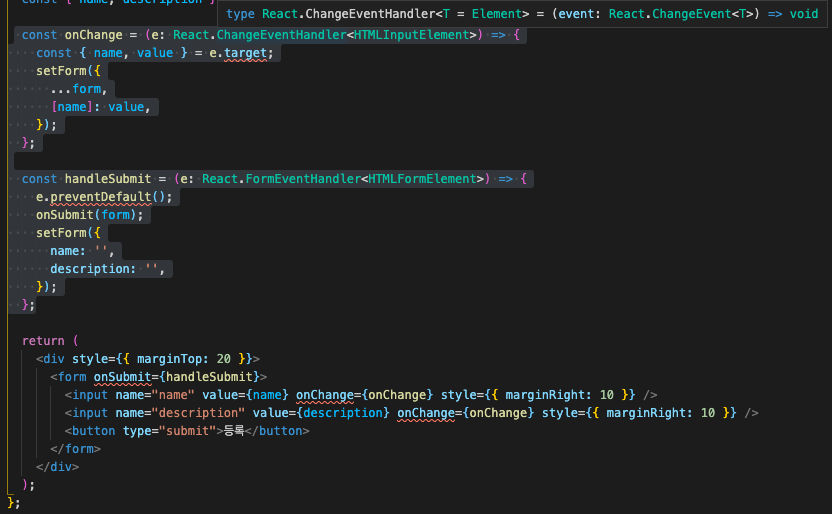 type React.ChangeEventHandler<T = Element> = (event: React.ChangeEvent<T>) => void
const onChange = (e: React.ChangeEventHandler<HTMLInputElement>) => {
const { name, value } = e.target;
setForm({
...form,
[name]: value,
});
};
const handleSubmit = (e: React.FormEventHandler<HTMLFormElement>) => {
e.preventDefault();
onSubmit(form);
setForm({
name: '',
description: '',
});
};
return (
<div style={{ marginTop: 20 }}>
<form onSubmit={handleSubmit}>
<input name="name" value={name} onChange={onChange} style={{ marginRight: 10 }} />
<input name="description" value={description} onChange={onChange} style={{ marginRight: 10 }} />
<button type="submit">등록</button>
</form>
</div>
);
};